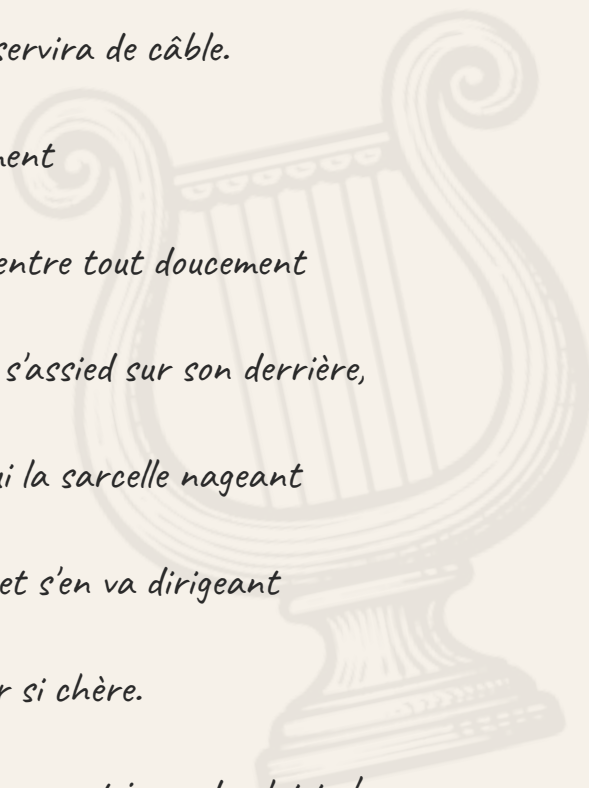 servira de câble.
entre tout doucement
s'assied sur son derrière,
la sarcelle nageant
et s'en va dirigeant
si chère.